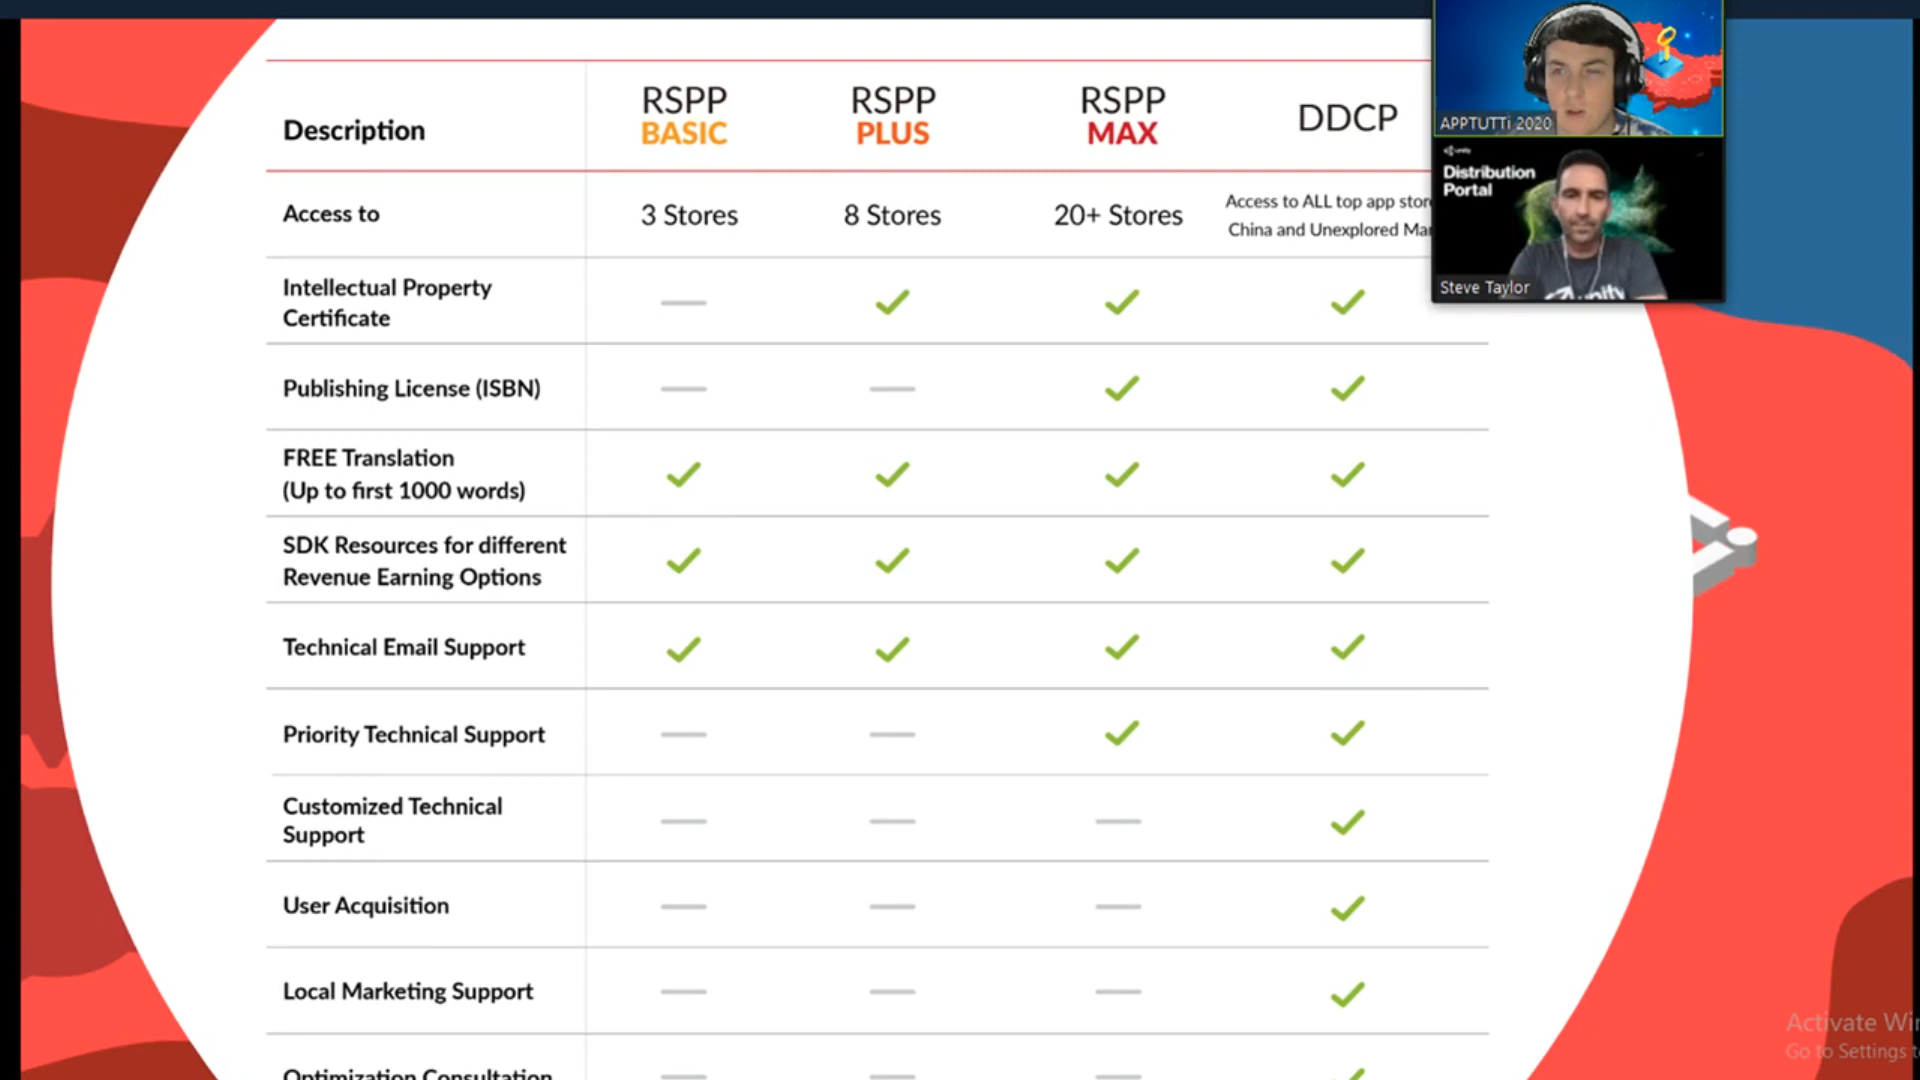 Description
RSPP
BASIC
RSPP
PLUS
RSPP
MAX
DDCP
Access to
3 Stores
8 Stores
20+ Stores
Access to ALL top app
China and Unexplored
Intellectual Property
Certificate
Publishing License (ISBN)
FREE Translation
(Up to first 1000 words)
SDK Resources for different
Revenue Earning Options
Technical Email Support
Priority Technical Support
Customized Technical
Support
User Acquisition
Local Marketing Support
Optimization Consultation
APPTUTTi 2020
unity
Distribution
Portal
unity
Steve Taylor
Activate
Go to Settings